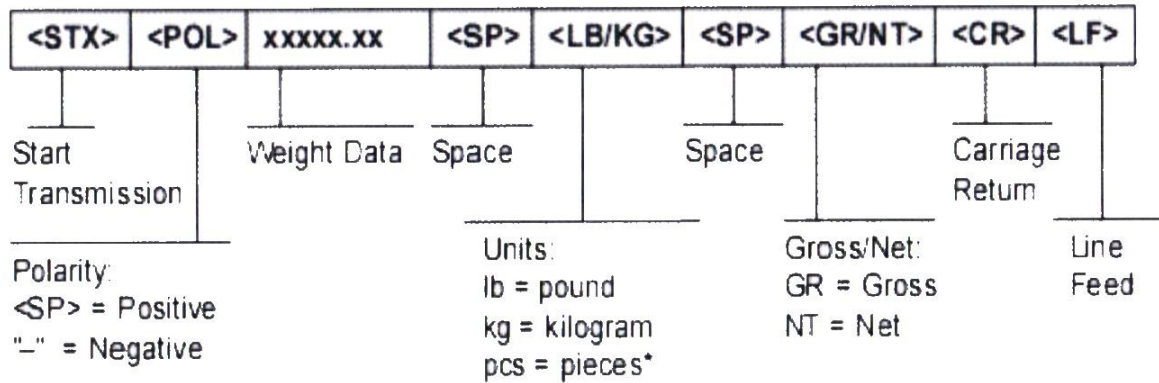 <STX> <POL> xxxxx.xx <SP> <LB/KG> <SP> <GR/NT> <CR> <LF>
Start
Transmission
Polarity:
<SP> = Positive
"–" = Negative
Weight Data
Space
Units:
lb = pound
kg = kilogram
pcs = pieces*
Space
Gross/Net:
GR = Gross
NT = Net
Carriage
Return
Line
Feed